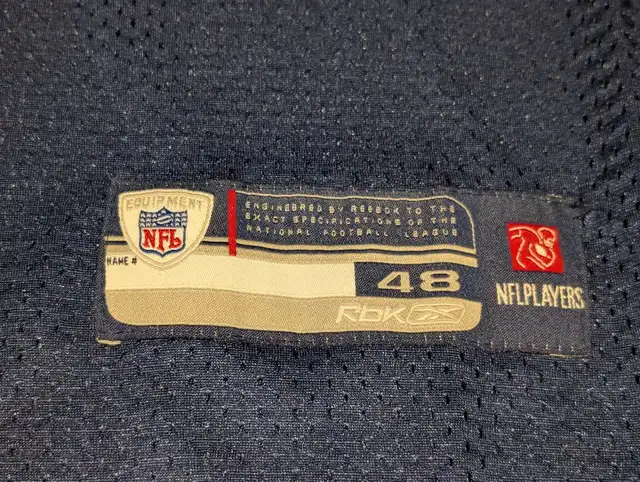 EQUIPMENT
NFL
ENGINEERED BY REEBOK TO THE
EXACT SPECIFICATIONS OF THE
NATIONAL FOOTBALL LEAGUE
NAME #
48
RbK
NFLPLAYERS